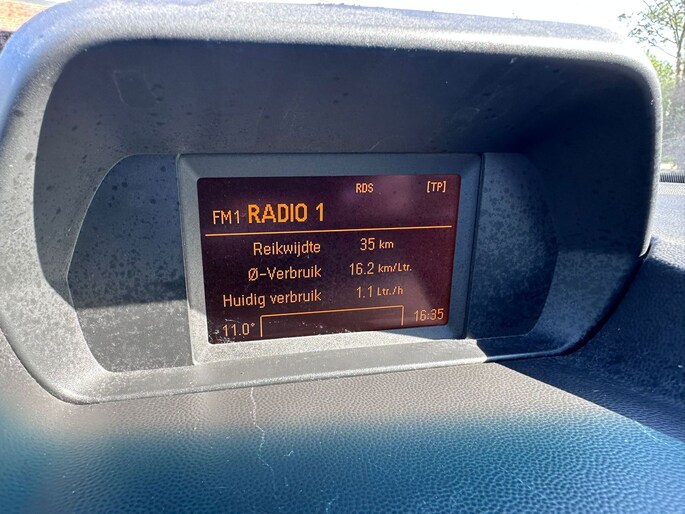 RDS [TP]
FM1 RADIO 1
Reikwijdte 35 km
Ø-Verbruik 16.2 km/Ltr.
Huidig verbruik 1.1 Ltr./h
11.0° 16:35